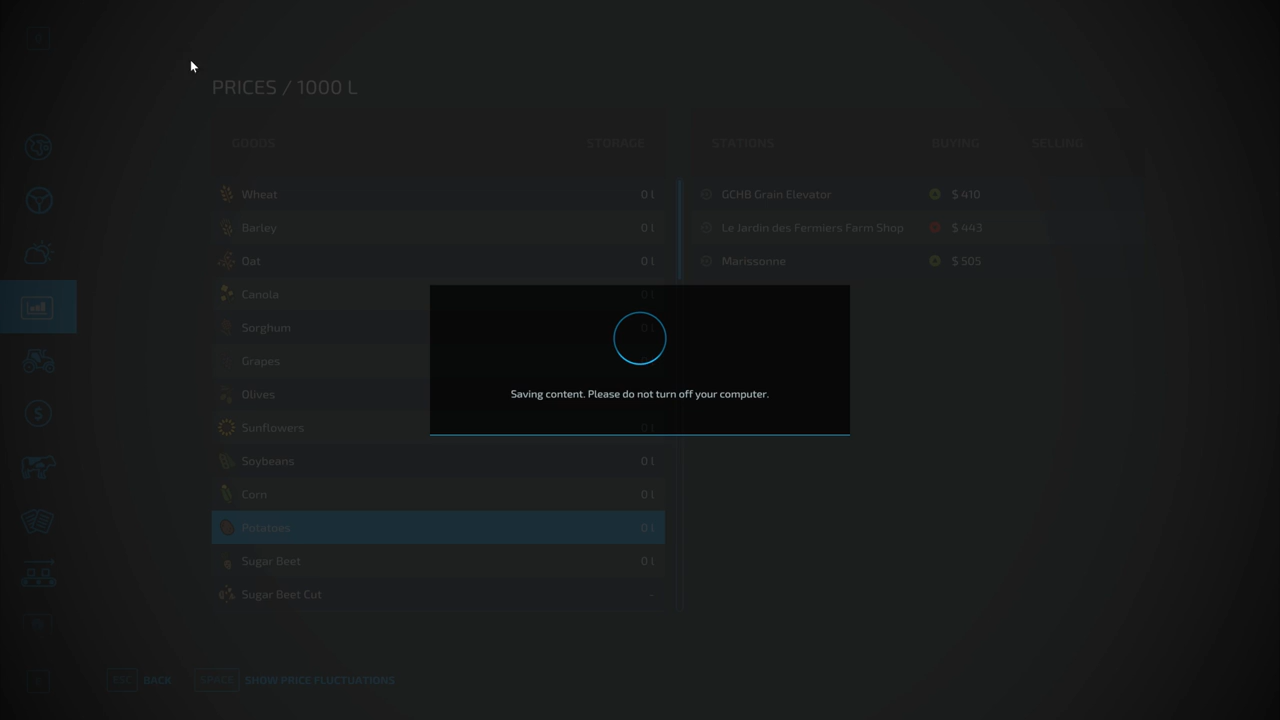 PRICES / 1000 L
GOODS STORAGE STATIONS BUYING SELLING
Wheat 0 l GCHB Grain Elevator $ 410
Barley 0 l Le Jardin des Fermiers Farm Shop $ 443
Oat 0 l Marissonne $ 505
Canola 0 l
Sorghum 0 l
Grapes
Olives
Saving content. Please do not turn off your computer.
Sunflowers 0 l
Soybeans 0 l
Corn 0 l
Potatoes 0 l
Sugar Beet 0 l
Sugar Beet Cut -
ESC BACK SPACE SHOW PRICE FLUCTUATIONS